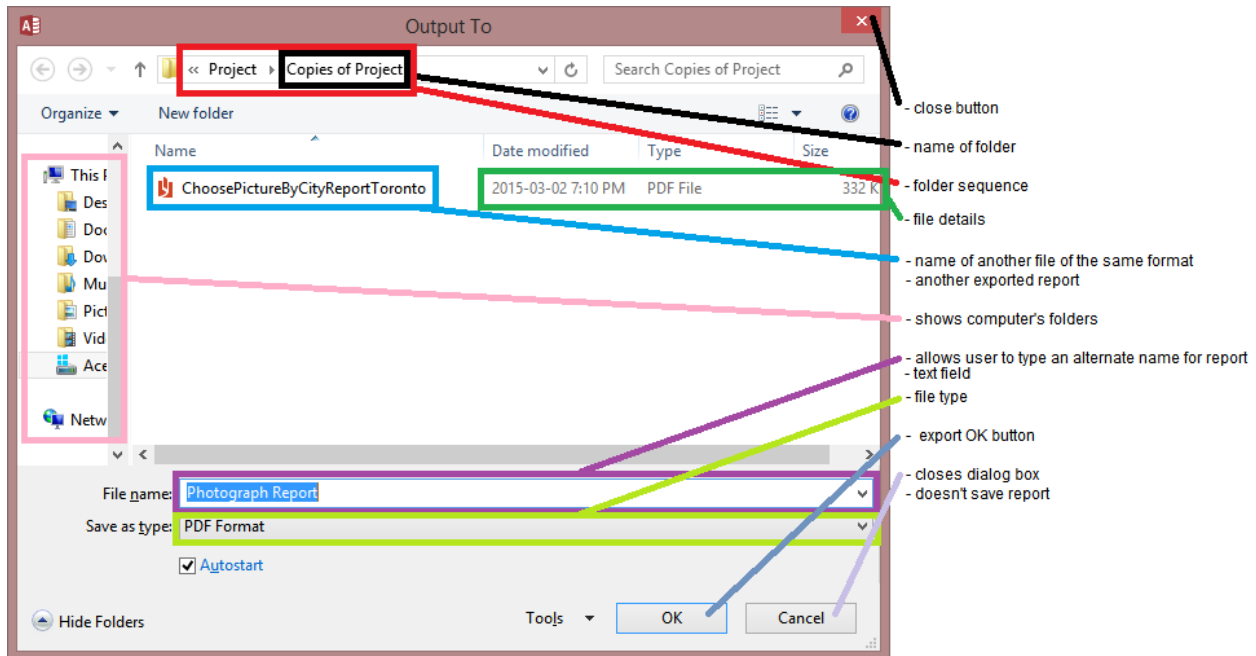 Output To
« Project Copies of Project
Search Copies of Project
- close button
Organize
New folder
- name of folder
Name Date modified Type Size
- folder sequence
This P
ChoosePictureByCityReportToronto 2015-03-02 7:10 PM PDF File 332 K
Des
- file details
Doc
Dov
- name of another file of the same format
- another exported report
Mu
Pict
- shows computer's folders
Vid
Ace
- allows user to type an alternate name for report
- text field
- file type
Netw
- export OK button
- closes dialog box
- doesn't save report
File name: Photograph Report
Save as type: PDF Format
Autostart
Hide Folders
Tools OK Cancel